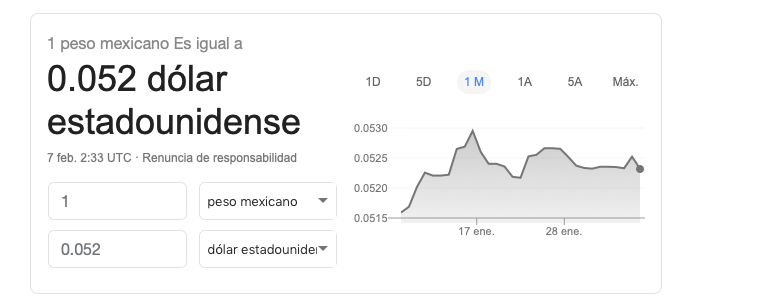 1 peso mexicano Es igual a
0.052 dólar
estadounidense
7 feb. 2:33 UTC · Renuncia de responsabilidad
1
peso mexicano
0.052
dólar estadounide
1D
5D
1 M
1A
5A
Máx.
0.0530
0.0525
0.0520
0.0515
17 ene.
28 ene.